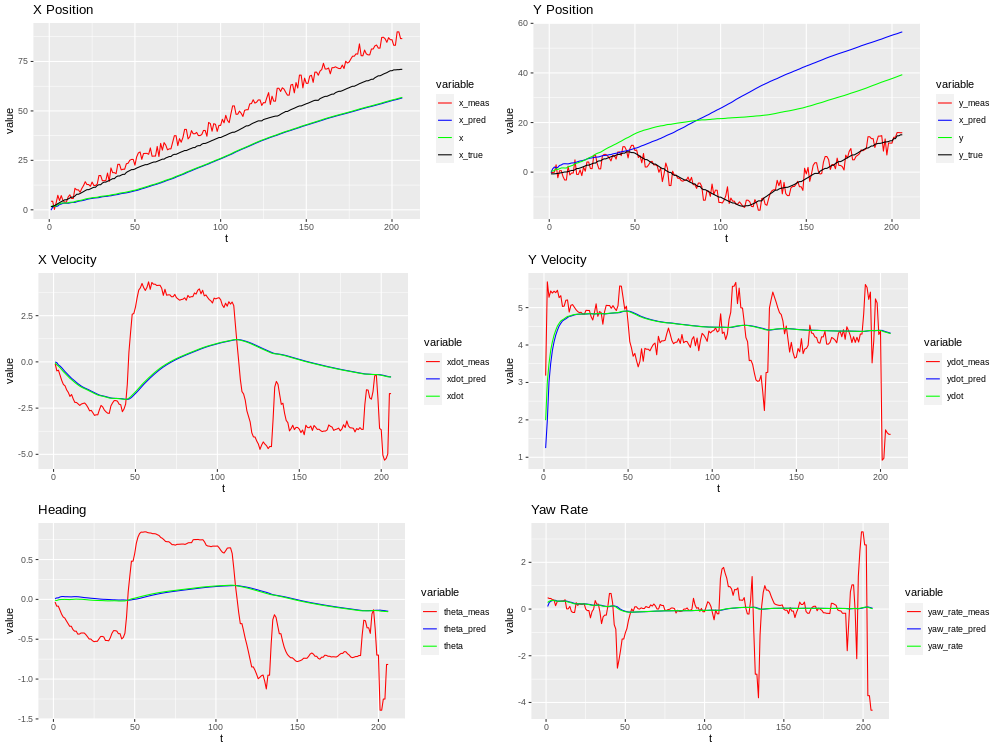 X Position
value
75
50
25
0
0
50
100
150
200
t
variable
x_meas
x_pred
x
x_true
Y Position
value
60
40
20
0
0
50
100
150
200
t
variable
y_meas
x_pred
y
y_true
X Velocity
value
2.5
0.0
-2.5
-5.0
0
50
100
150
200
t
variable
xdot_meas
xdot_pred
xdot
Y Velocity
value
5
4
3
2
1
0
50
100
150
200
t
variable
ydot_meas
ydot_pred
ydot
Heading
value
0.5
0.0
-0.5
-1.0
-1.5
0
50
100
150
200
t
variable
theta_meas
theta_pred
theta
Yaw Rate
value
2
0
-2
-4
0
50
100
150
200
t
variable
yaw_rate_meas
yaw_rate_pred
yaw_rate